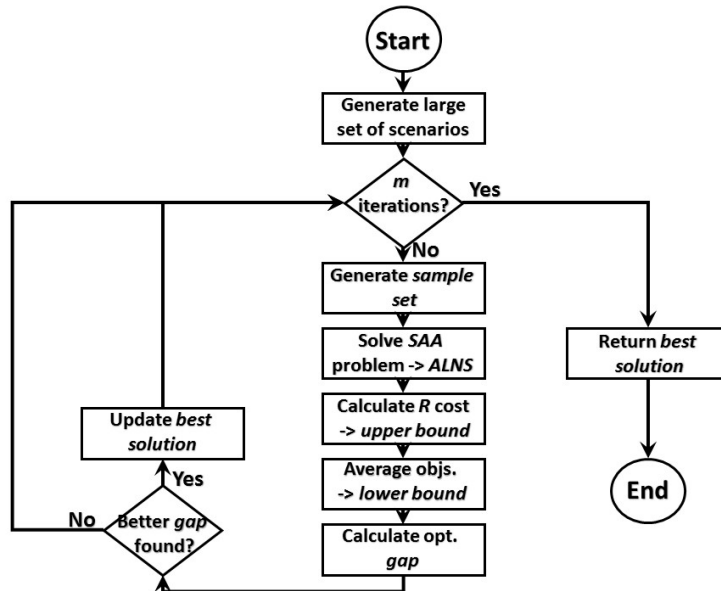 Start
Generate large
set of scenarios
m
iterations?
Yes
No
Generate sample
set
Solve SAA
problem -> ALNS
Return best
solution
Calculate R cost
-> upper bound
Update best
solution
Average objs.
-> lower bound
Yes
End
No
Better gap
found?
Calculate opt.
gap